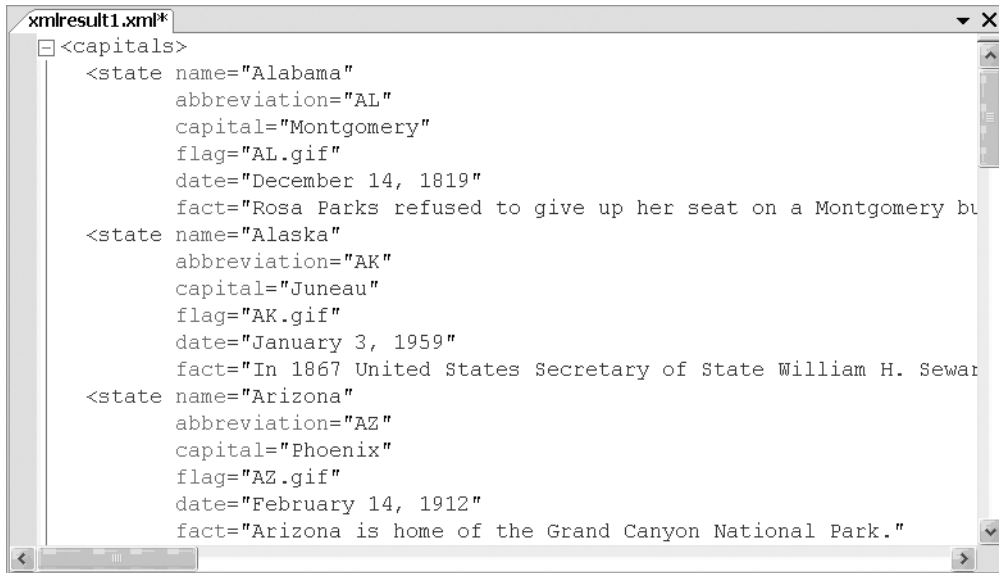 xmlresult1.xml*
<capitals>
<state name="Alabama"
abbreviation="AL"
capital="Montgomery"
flag="AL.gif"
date="December 14, 1819"
fact="Rosa Parks refused to give up her seat on a Montgomery bu
<state name="Alaska"
abbreviation="AK"
capital="Juneau"
flag="AK.gif"
date="January 3, 1959"
fact="In 1867 United States Secretary of State William H. Sewar
<state name="Arizona"
abbreviation="AZ"
capital="Phoenix"
flag="AZ.gif"
date="February 14, 1912"
fact="Arizona is home of the Grand Canyon National Park."